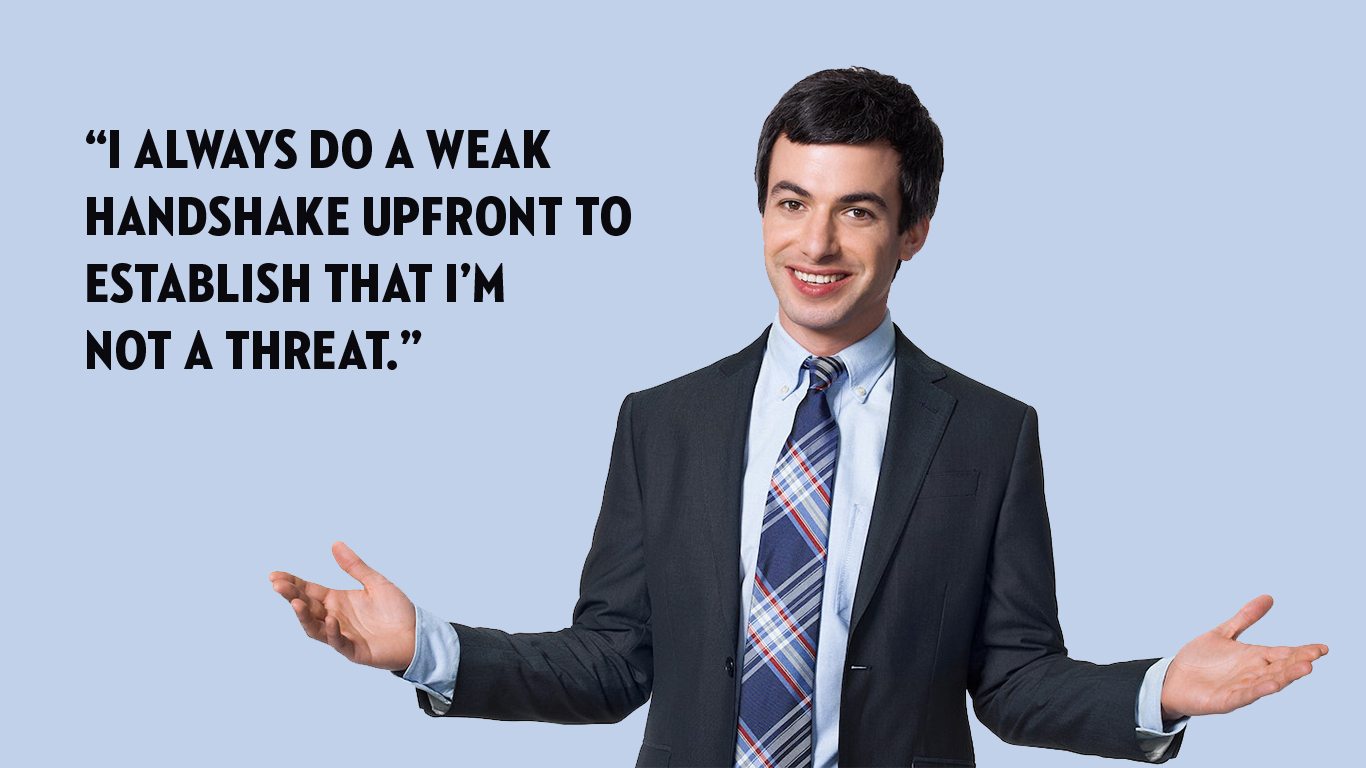 “I ALWAYS DO A WEAK
HANDSHAKE UPFRONT TO
ESTABLISH THAT I’M
NOT A THREAT.”